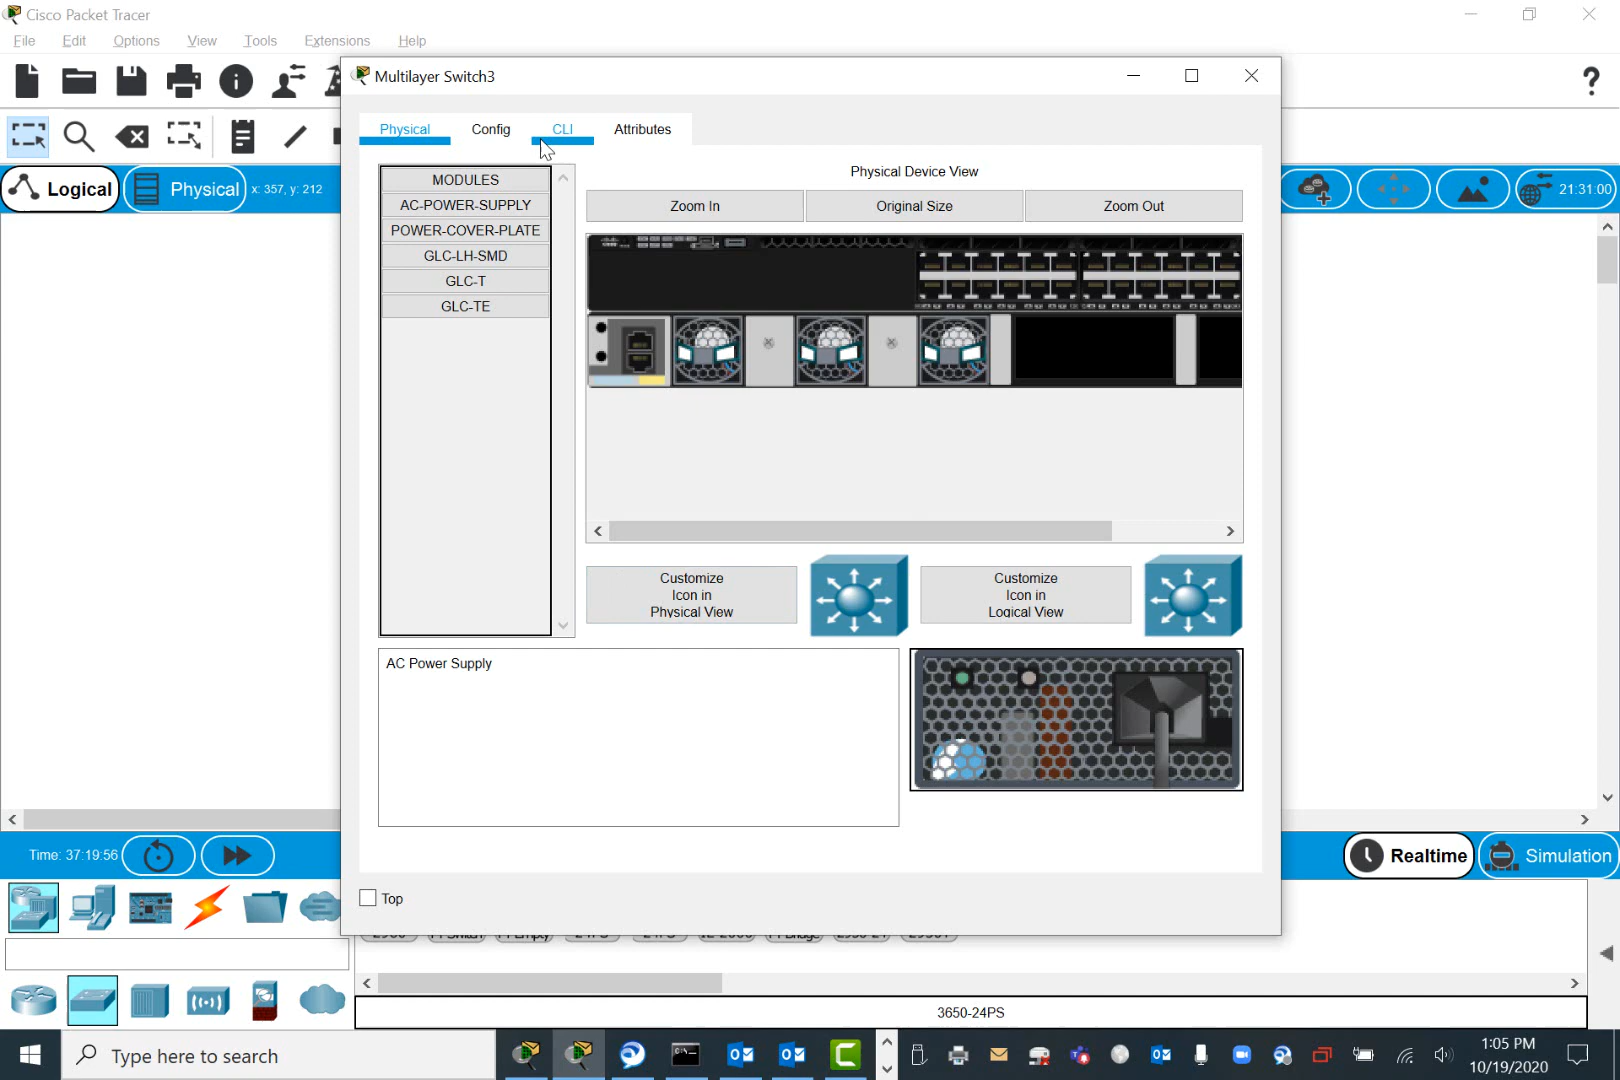 Cisco Packet Tracer
File Edit Options View Tools Extensions Help
Multilayer Switch3
Physical Config CLI Attributes
Logical Physical x: 357, y: 212
21:31:00
MODULES
AC-POWER-SUPPLY
POWER-COVER-PLATE
GLC-LH-SMD
GLC-T
GLC-TE
Physical Device View
Zoom In Original Size Zoom Out
Customize
Icon in
Physical View
Customize
Icon in
Logical View
AC Power Supply
Top
Time: 37:19:56
Realtime Simulation
3650-24PS
Type here to search
1:05 PM
10/19/2020